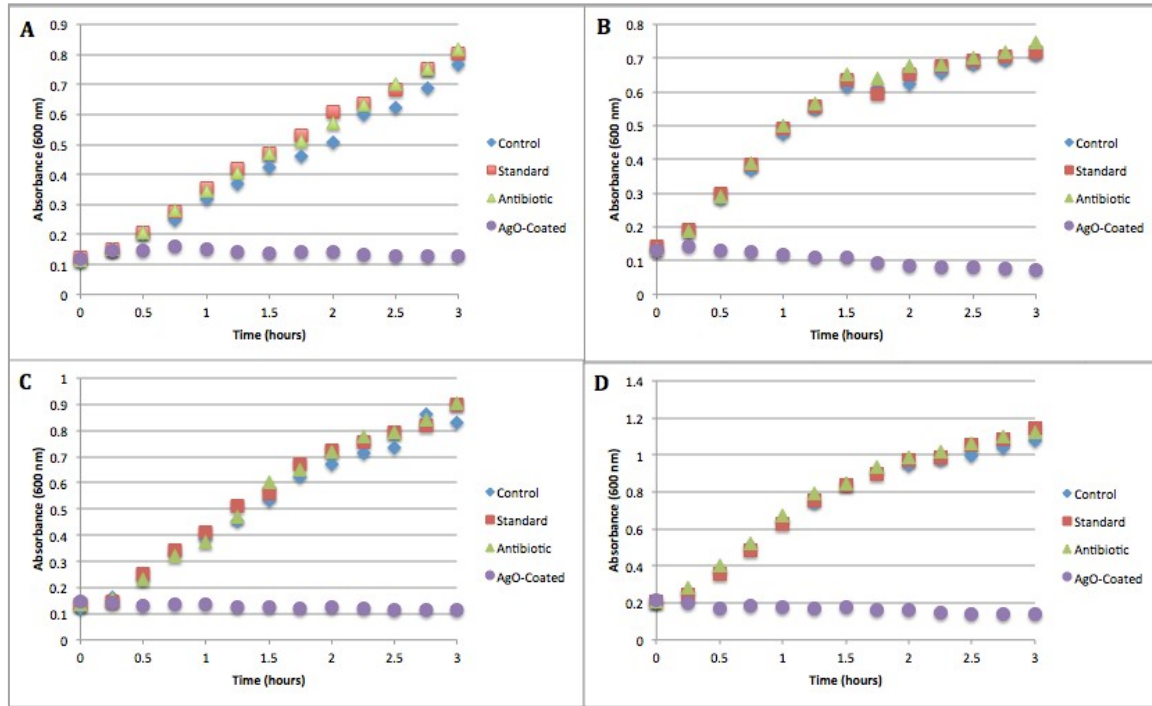 A
Absorbance (600 nm)
0.9
0.8
0.7
0.6
0.5
0.4
0.3
0.2
0.1
0
0 0.5 1 1.5 2 2.5 3
Time (hours)
Control
Standard
Antibiotic
AgO-Coated
B
Absorbance (600 nm)
0.8
0.7
0.6
0.5
0.4
0.3
0.2
0.1
0
0 0.5 1 1.5 2 2.5 3
Time (hours)
Control
Standard
Antibiotic
AgO-Coated
C
Absorbance (600 nm)
1
0.9
0.8
0.7
0.6
0.5
0.4
0.3
0.2
0.1
0
0 0.5 1 1.5 2 2.5 3
Time (hours)
Control
Standard
Antibiotic
AgO-Coated
D
Absorbance (600 nm)
1.4
1.2
1
0.8
0.6
0.4
0.2
0
0 0.5 1 1.5 2 2.5 3
Time (hours)
Control
Standard
Antibiotic
AgO-Coated